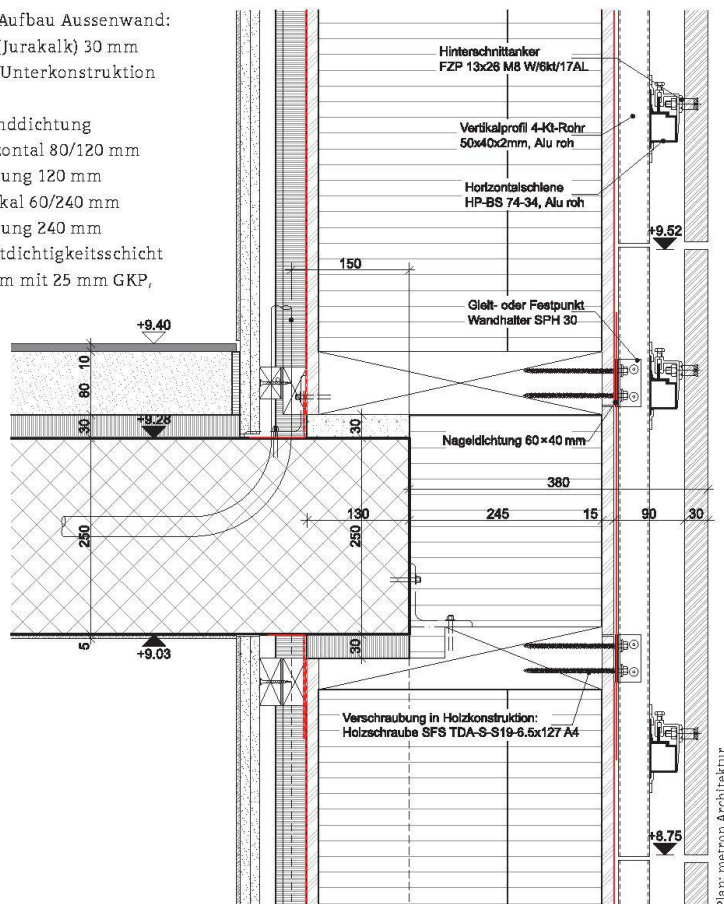 Aufbau Aussenwand:
(Jurakalk) 30 mm
Unterkonstruktion
nddichtung
zontal 80/120 mm
ung 120 mm
kal 60/240 mm
ung 240 mm
tdichtigkeitsschicht
m mit 25 mm GKP,
Hinterschnittanker
FZP 13x26 M8 W/6kt/17AL
Vertikalprofil 4-Kt-Rohr
50x40x2mm, Alu roh
Horizontalschiene
HP-BS 74-34, Alu roh
+9.52
150
Gleit- oder Festpunkt
Wandhalter SPH 30
+9.40
10
80
30
+9.28
30
Nageldichtung 60×40 mm
380
130
245
15
90
30
250
250
5
+9.03
30
Verschraubung in Holzkonstruktion:
Holzschraube SFS TDA-S-S19-6.5x127 A4
+8.75
Plan: metron Architektur